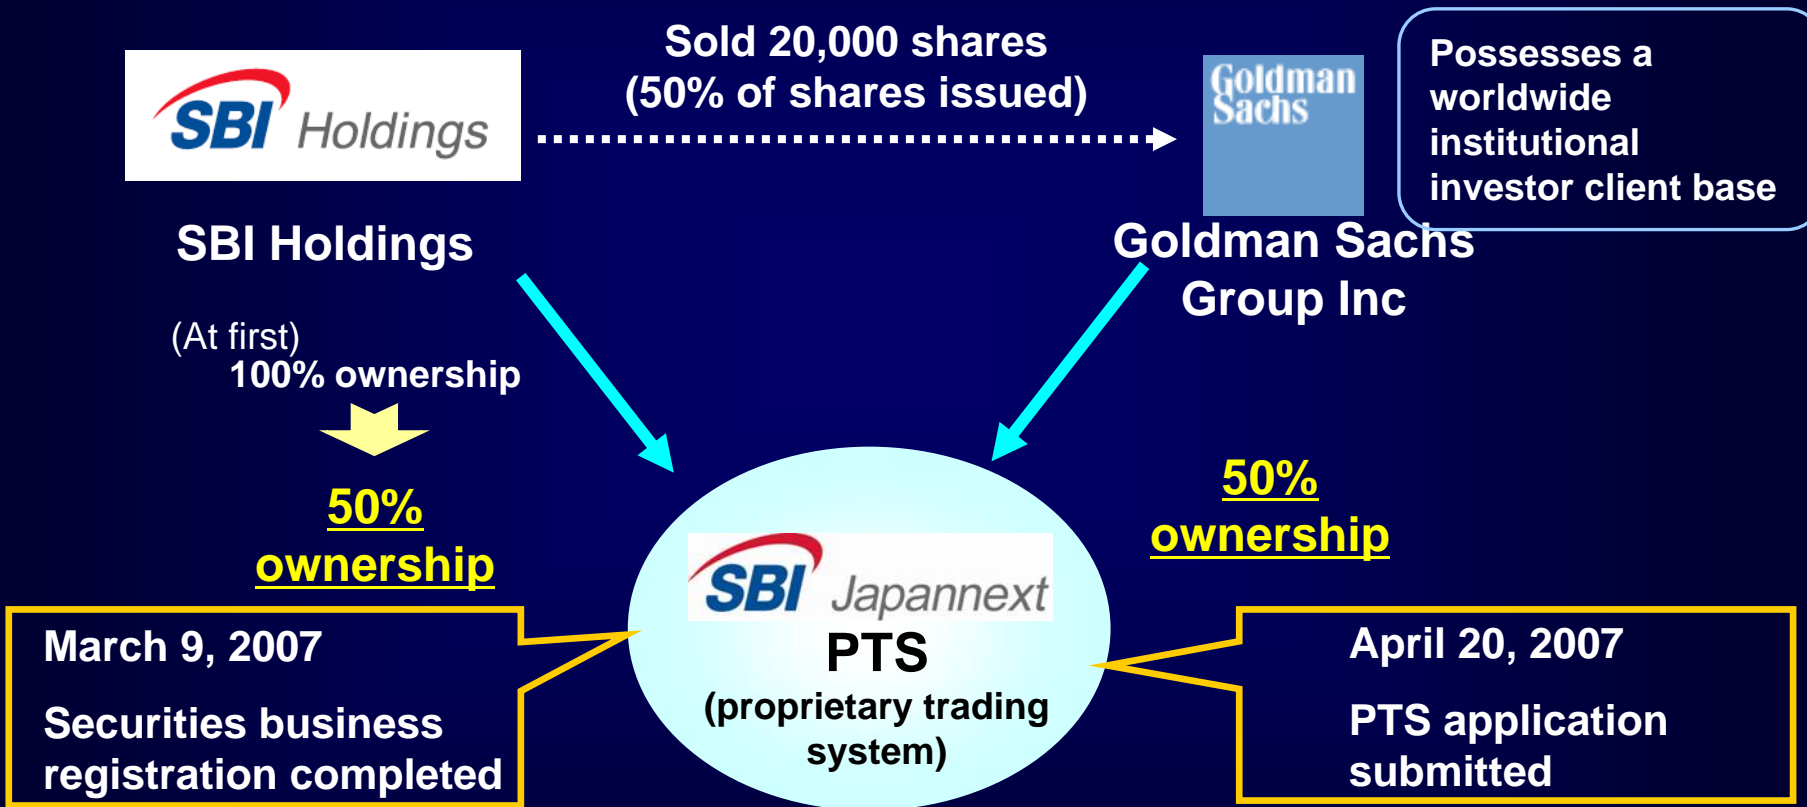 Sold 20,000 shares
(50% of shares issued)
SBI Holdings
Goldman
Sachs
Possesses a
worldwide
institutional
investor client base
SBI Holdings
Goldman Sachs
Group Inc
(At first)
100% ownership
50%
ownership
50%
ownership
SBI Japannext
PTS
(proprietary trading
system)
March 9, 2007
Securities business
registration completed
April 20, 2007
PTS application
submitted